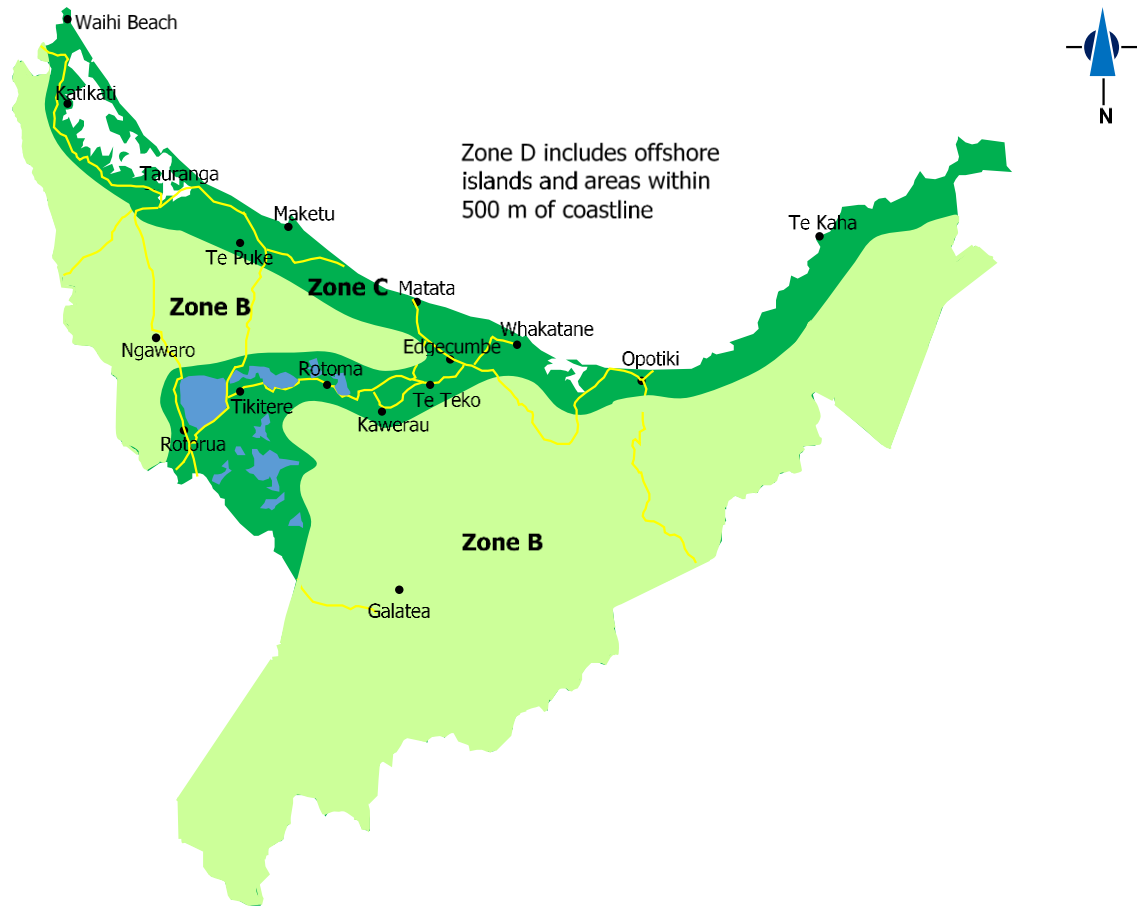 Waihi Beach
Katikati
Zone D includes offshore
islands and areas within
500 m of coastline
N
Tauranga
Maketu
Te Kaha
Te Puke
Zone C
Matata
Zone B
Whakatane
Ngawaro
Edgecumbe
Opotiki
Rotoma
Tikitere
Te Teko
Kawerau
Rotorua
Zone B
Galatea